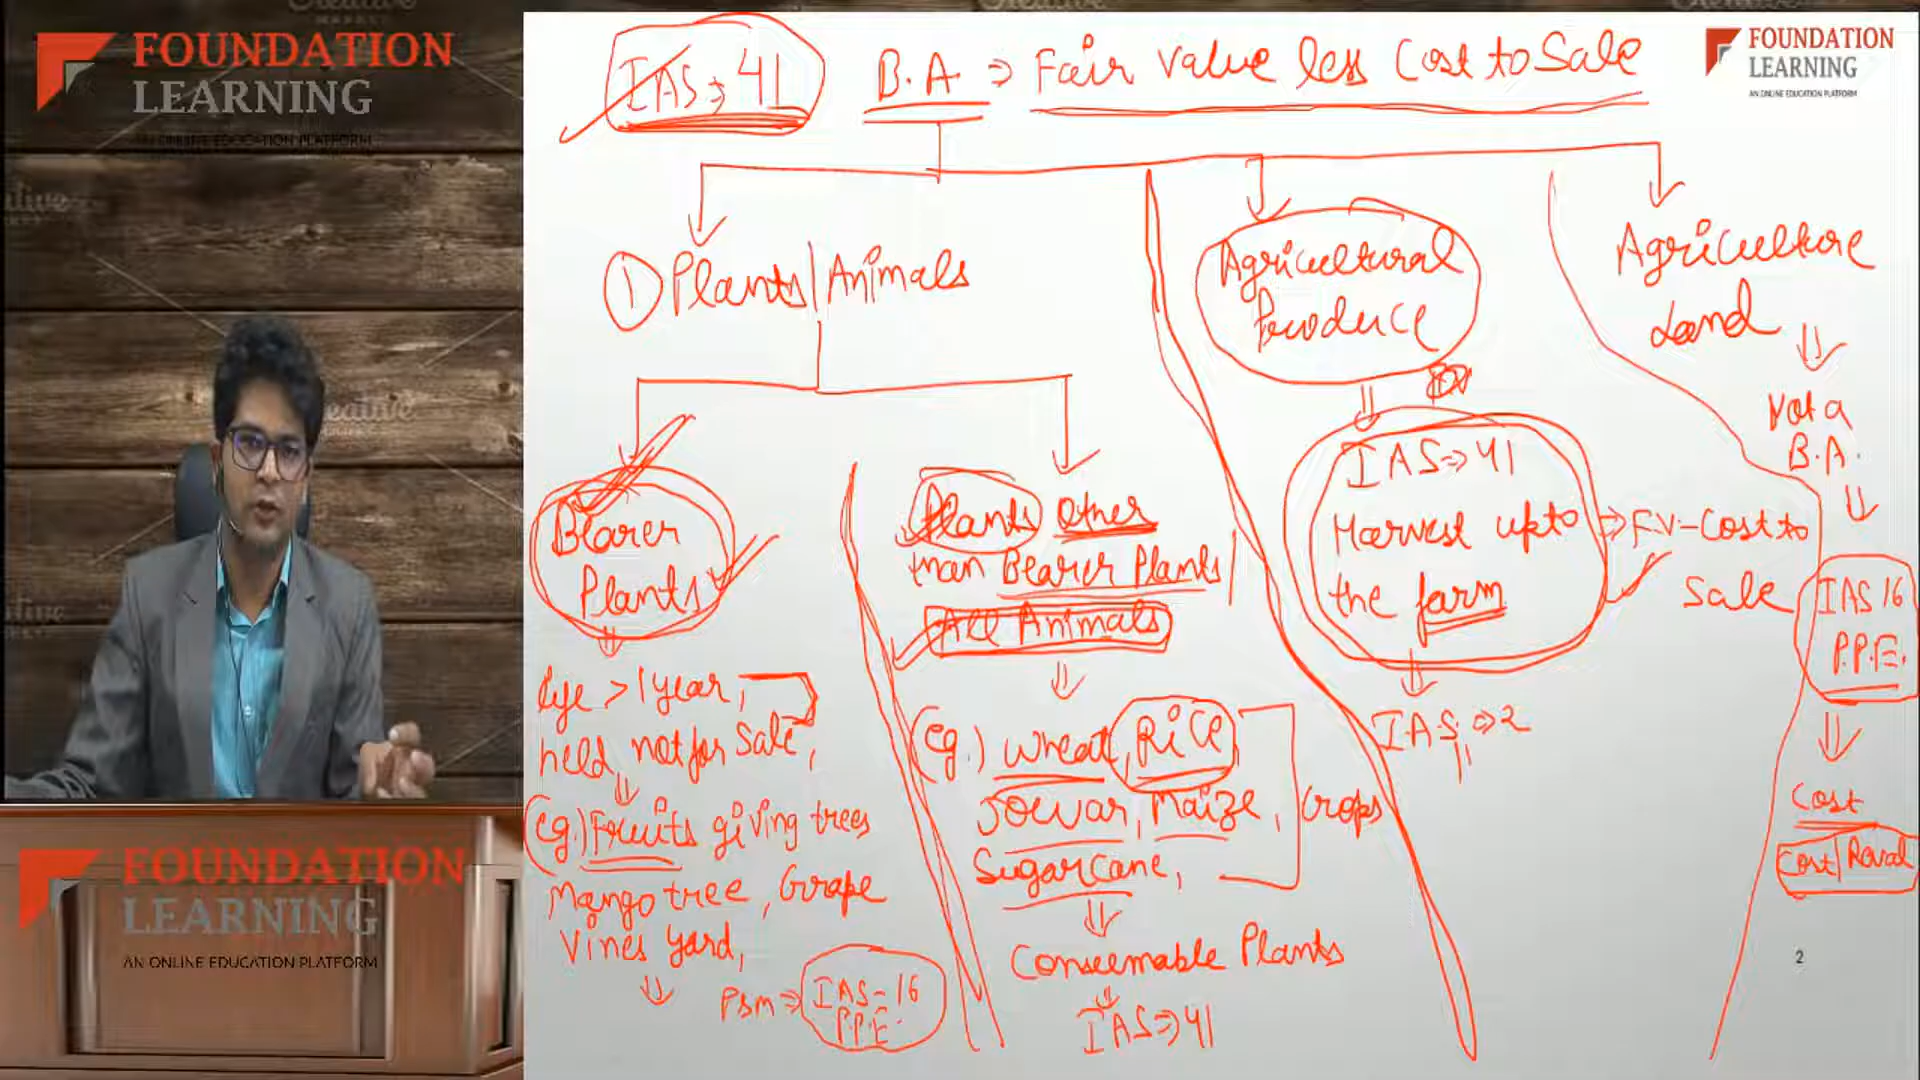 FOUNDATION
LEARNING
AN ONLINE EDUCATION PLATFORM
IAS ⇒ 41
B.A. ⇒ Fair Value less Cost to Sale
FOUNDATION
LEARNING
AN ONLINE EDUCATION PLATFORM
① Plants/Animals
Agricultural
Produce
Agriculture
Land
Not a
B.A.
IAS 16
P.P.E.
Cost
Cost/Reval
Bearer
Plants
life > 1 year,
held not for Sale,
(eg.) Fruits giving trees
Mango tree, Grape
Vines yard,
IAS-16
P.P.E.
Plants Other
than Bearer Plants
All Animals
(eg.) Wheat, Rice,
Jowar, Maize,
Sugarcane,
Crops
Consumable Plants
IAS ⇒ 41
IAS ⇒ 41
Harvest upto
the farm
⇒ F.V.-Cost to
Sale
IAS ⇒ 2
FOUNDATION
LEARNING
AN ONLINE EDUCATION PLATFORM
2